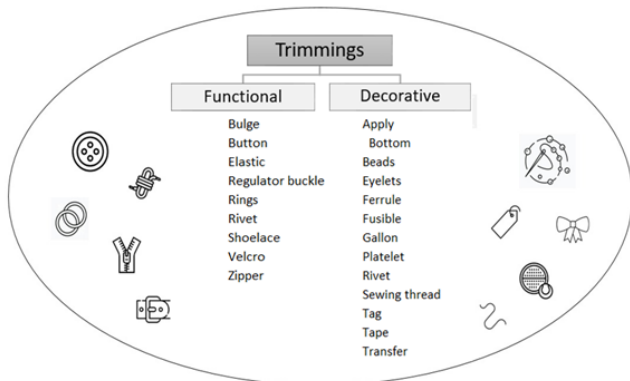 Trimmings
Functional
Bulge
Button
Elastic
Regulator buckle
Rings
Rivet
Shoelace
Velcro
Zipper
Decorative
Apply
Bottom
Beads
Eyelets
Ferrule
Fusible
Gallon
Platelet
Rivet
Sewing thread
Tag
Tape
Transfer